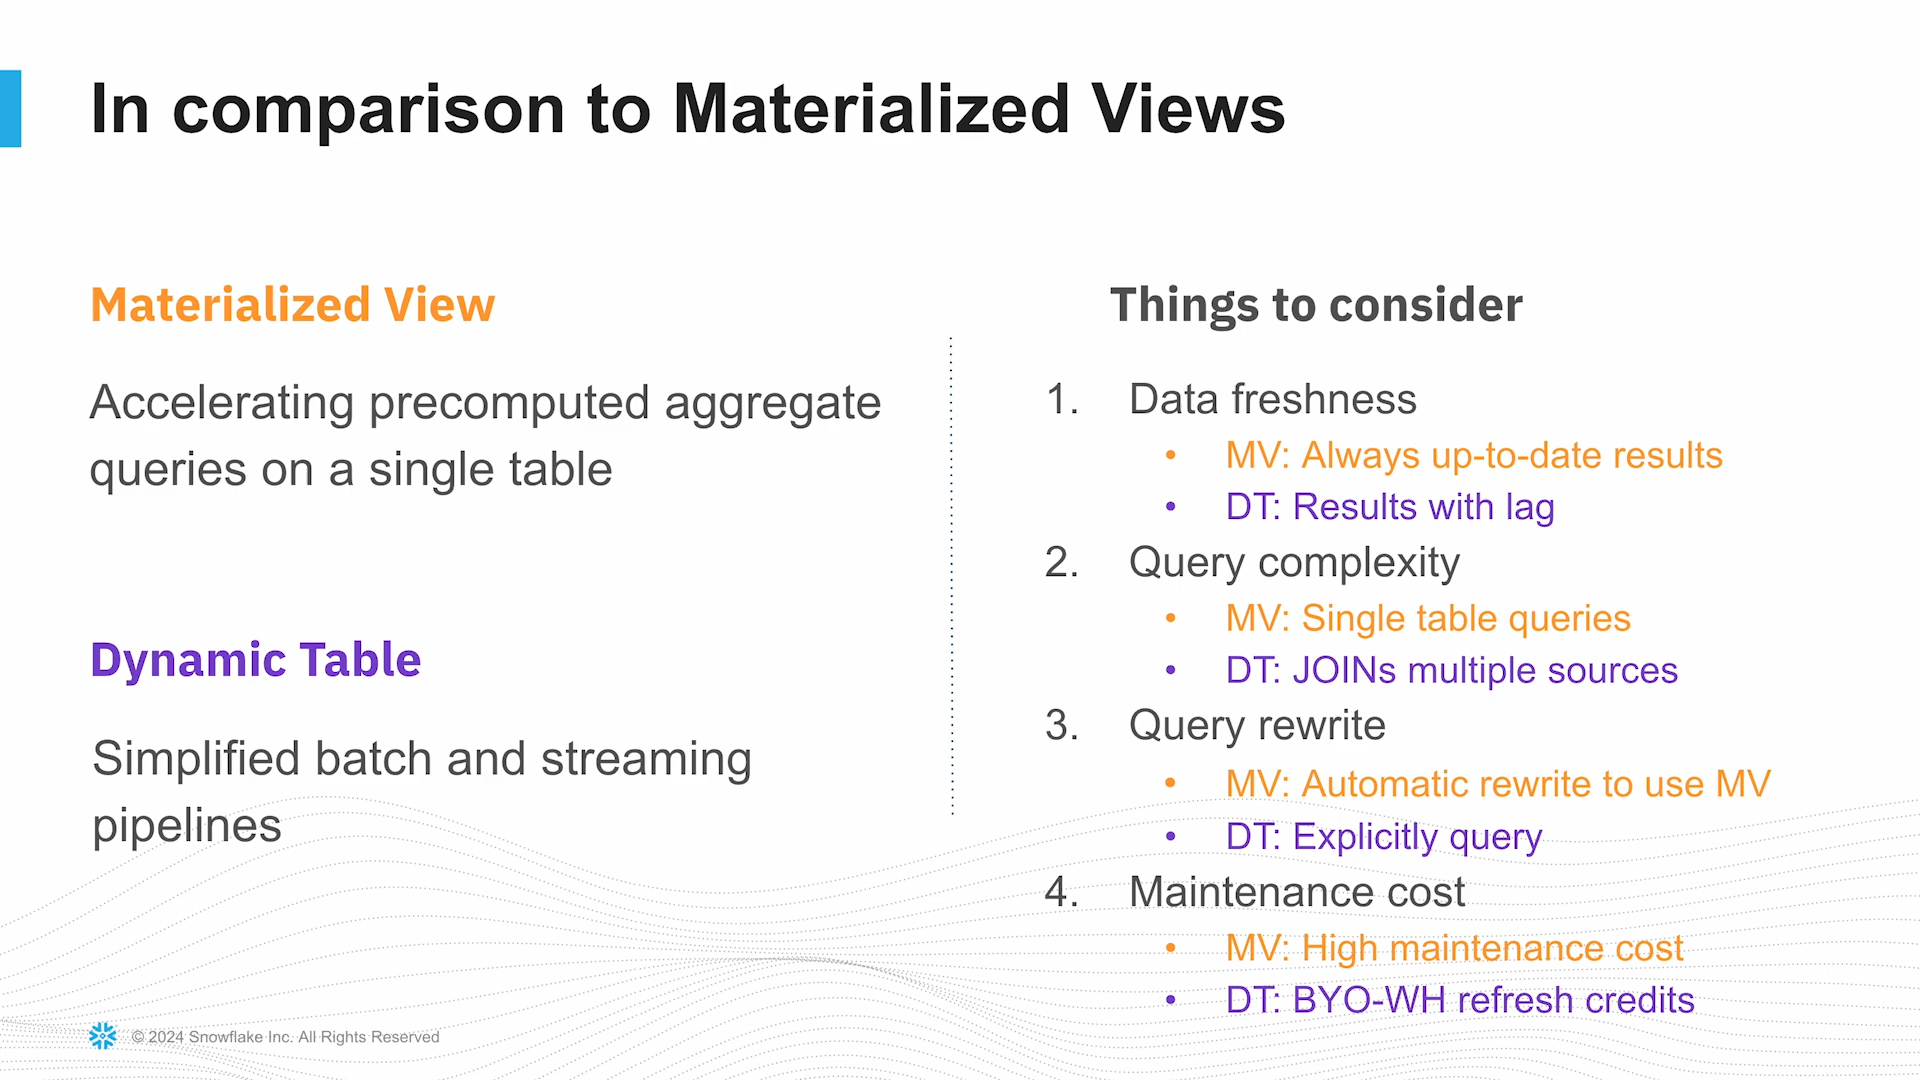 In comparison to Materialized Views
Materialized View
Accelerating precomputed aggregate
queries on a single table
Dynamic Table
Simplified batch and streaming
pipelines
Things to consider
1. Data freshness
• MV: Always up-to-date results
• DT: Results with lag
2. Query complexity
• MV: Single table queries
• DT: JOINs multiple sources
3. Query rewrite
• MV: Automatic rewrite to use MV
• DT: Explicitly query
4. Maintenance cost
• MV: High maintenance cost
• DT: BYO-WH refresh credits
© 2024 Snowflake Inc. All Rights Reserved